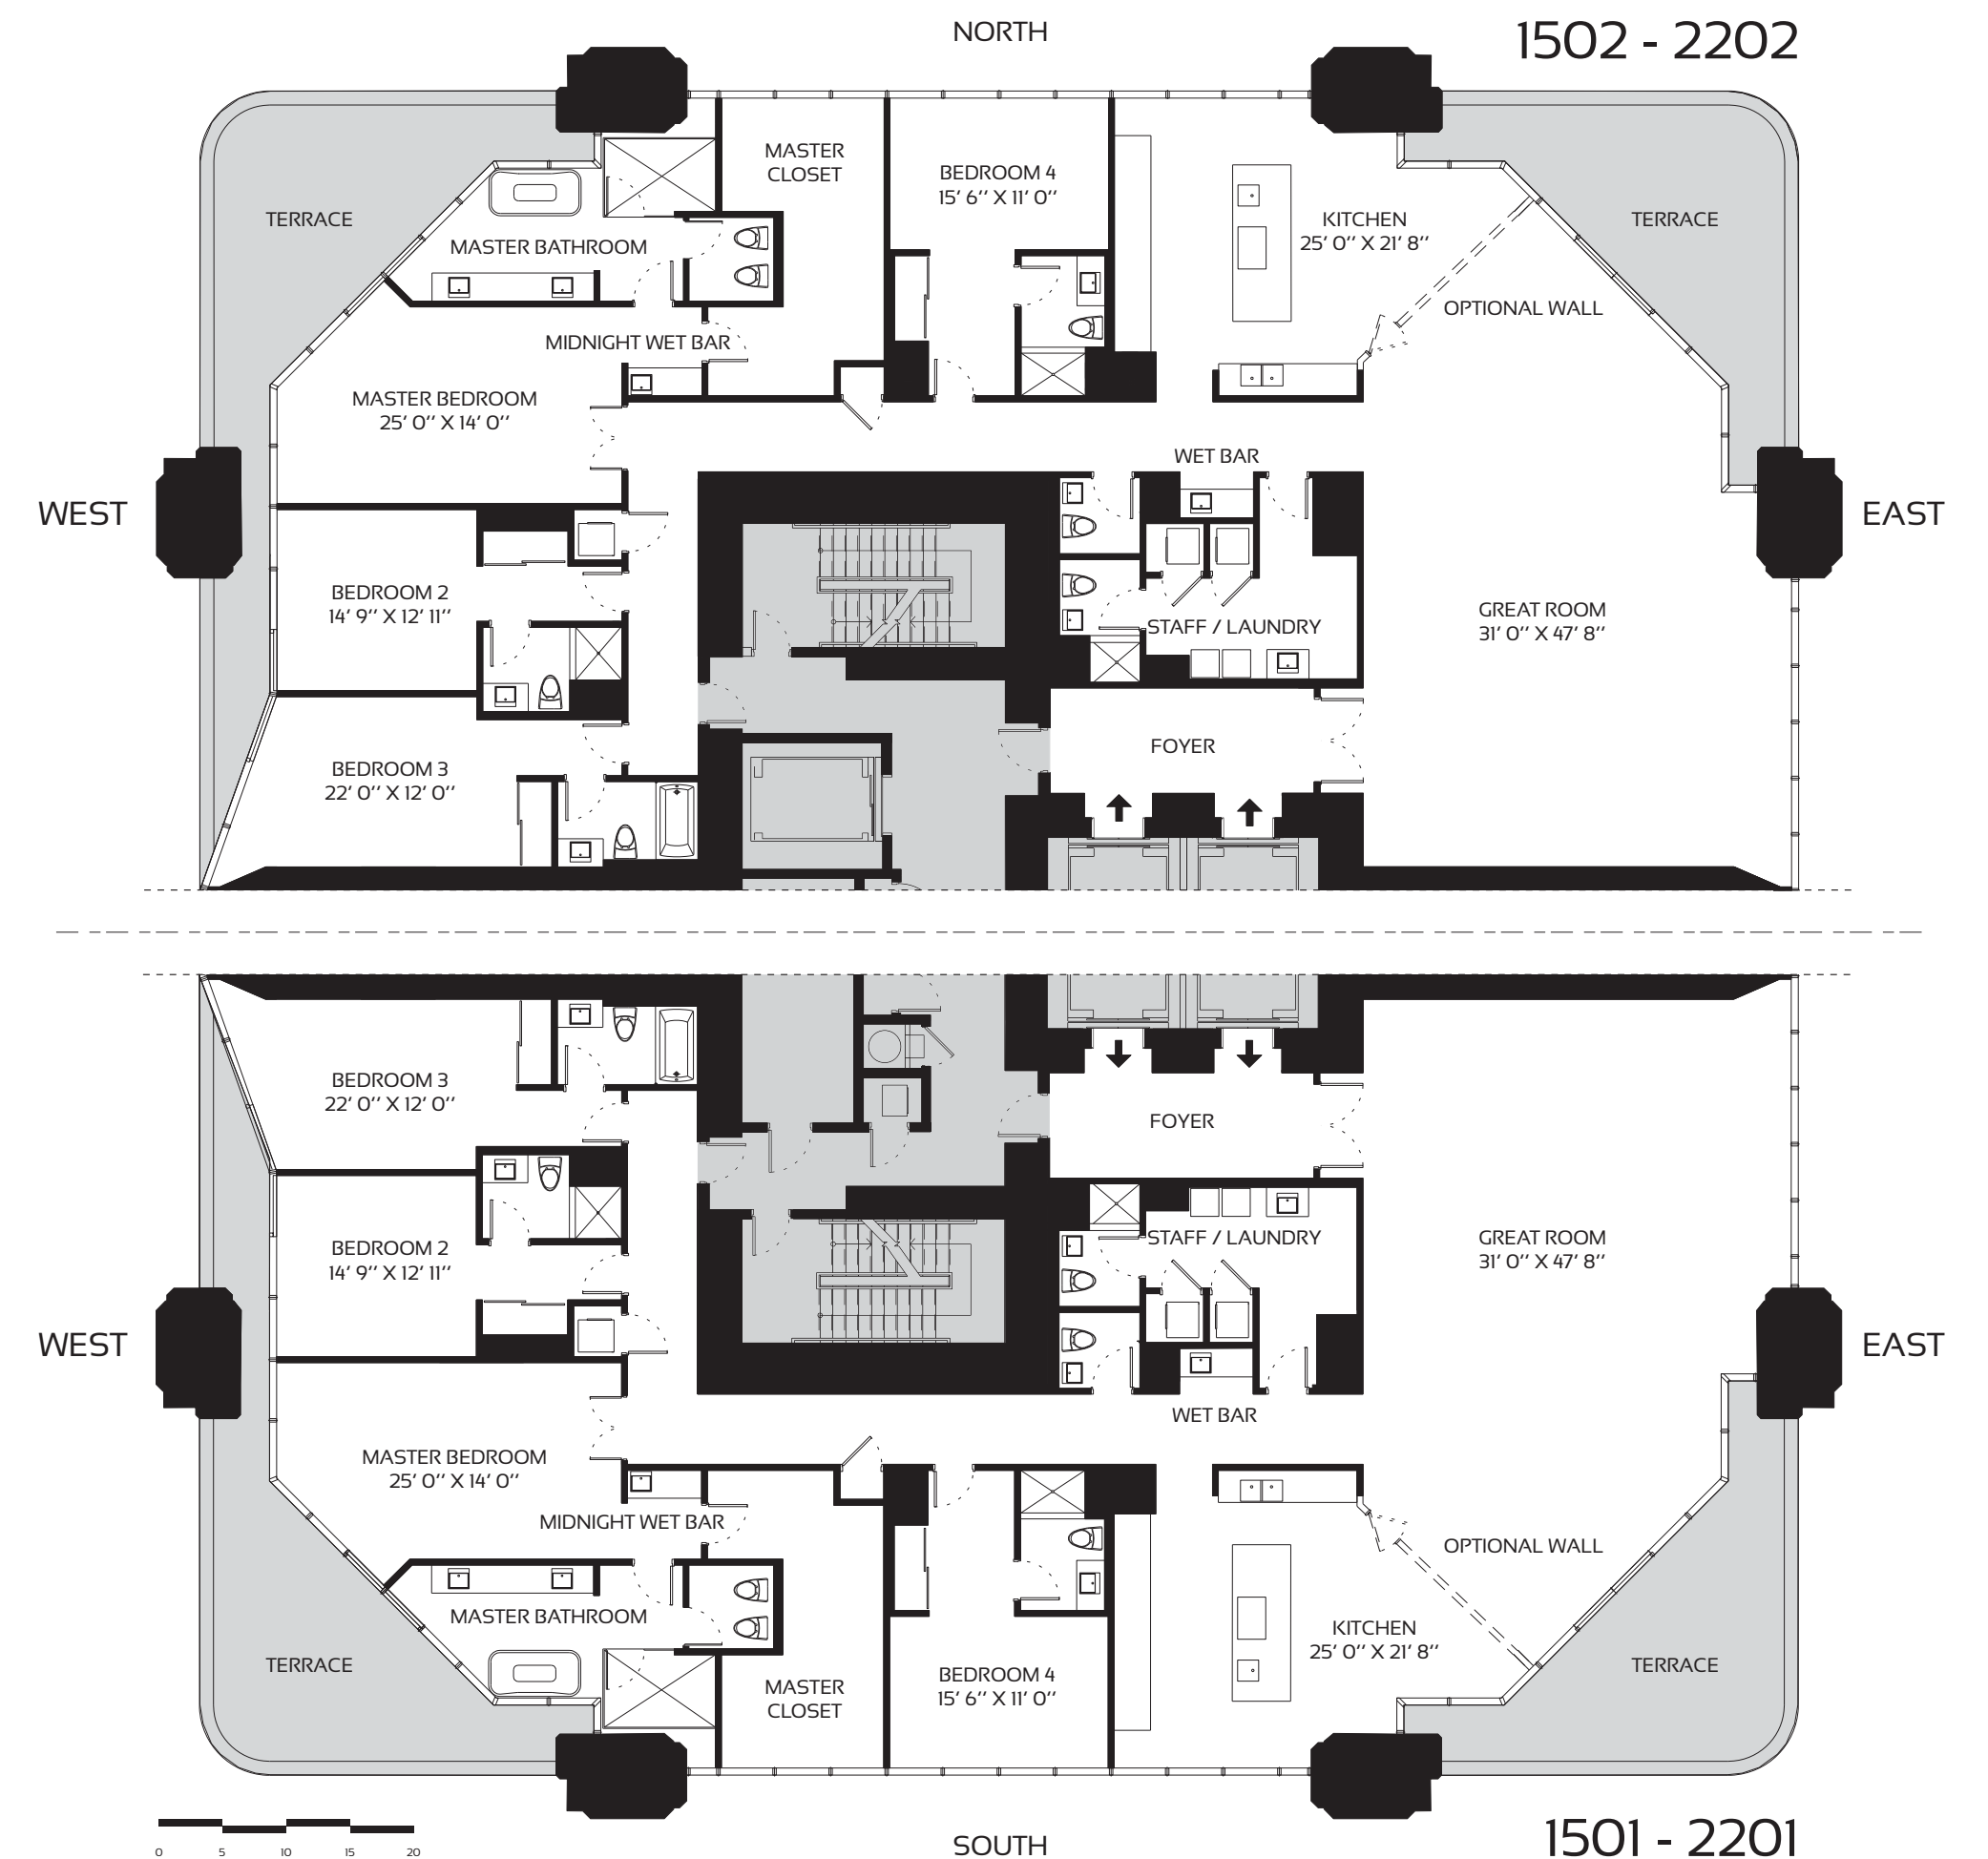 NORTH
1502 - 2202
MASTER
CLOSET
BEDROOM 4
15' 6'' X 11' 0''
TERRACE
MASTER BATHROOM
KITCHEN
25' 0'' X 21' 8''
TERRACE
OPTIONAL WALL
MIDNIGHT WET BAR
MASTER BEDROOM
25' 0'' X 14' 0''
WET BAR
WEST
EAST
BEDROOM 2
14' 9'' X 12' 11''
GREAT ROOM
31' 0'' X 47' 8''
STAFF / LAUNDRY
FOYER
BEDROOM 3
22' 0'' X 12' 0''
BEDROOM 3
22' 0'' X 12' 0''
FOYER
STAFF / LAUNDRY
GREAT ROOM
31' 0'' X 47' 8''
BEDROOM 2
14' 9'' X 12' 11''
WEST
EAST
WET BAR
MASTER BEDROOM
25' 0'' X 14' 0''
MIDNIGHT WET BAR
OPTIONAL WALL
MASTER BATHROOM
KITCHEN
25' 0'' X 21' 8''
TERRACE
BEDROOM 4
15' 6'' X 11' 0''
MASTER
CLOSET
TERRACE
0 5 10 15 20
SOUTH
1501 - 2201